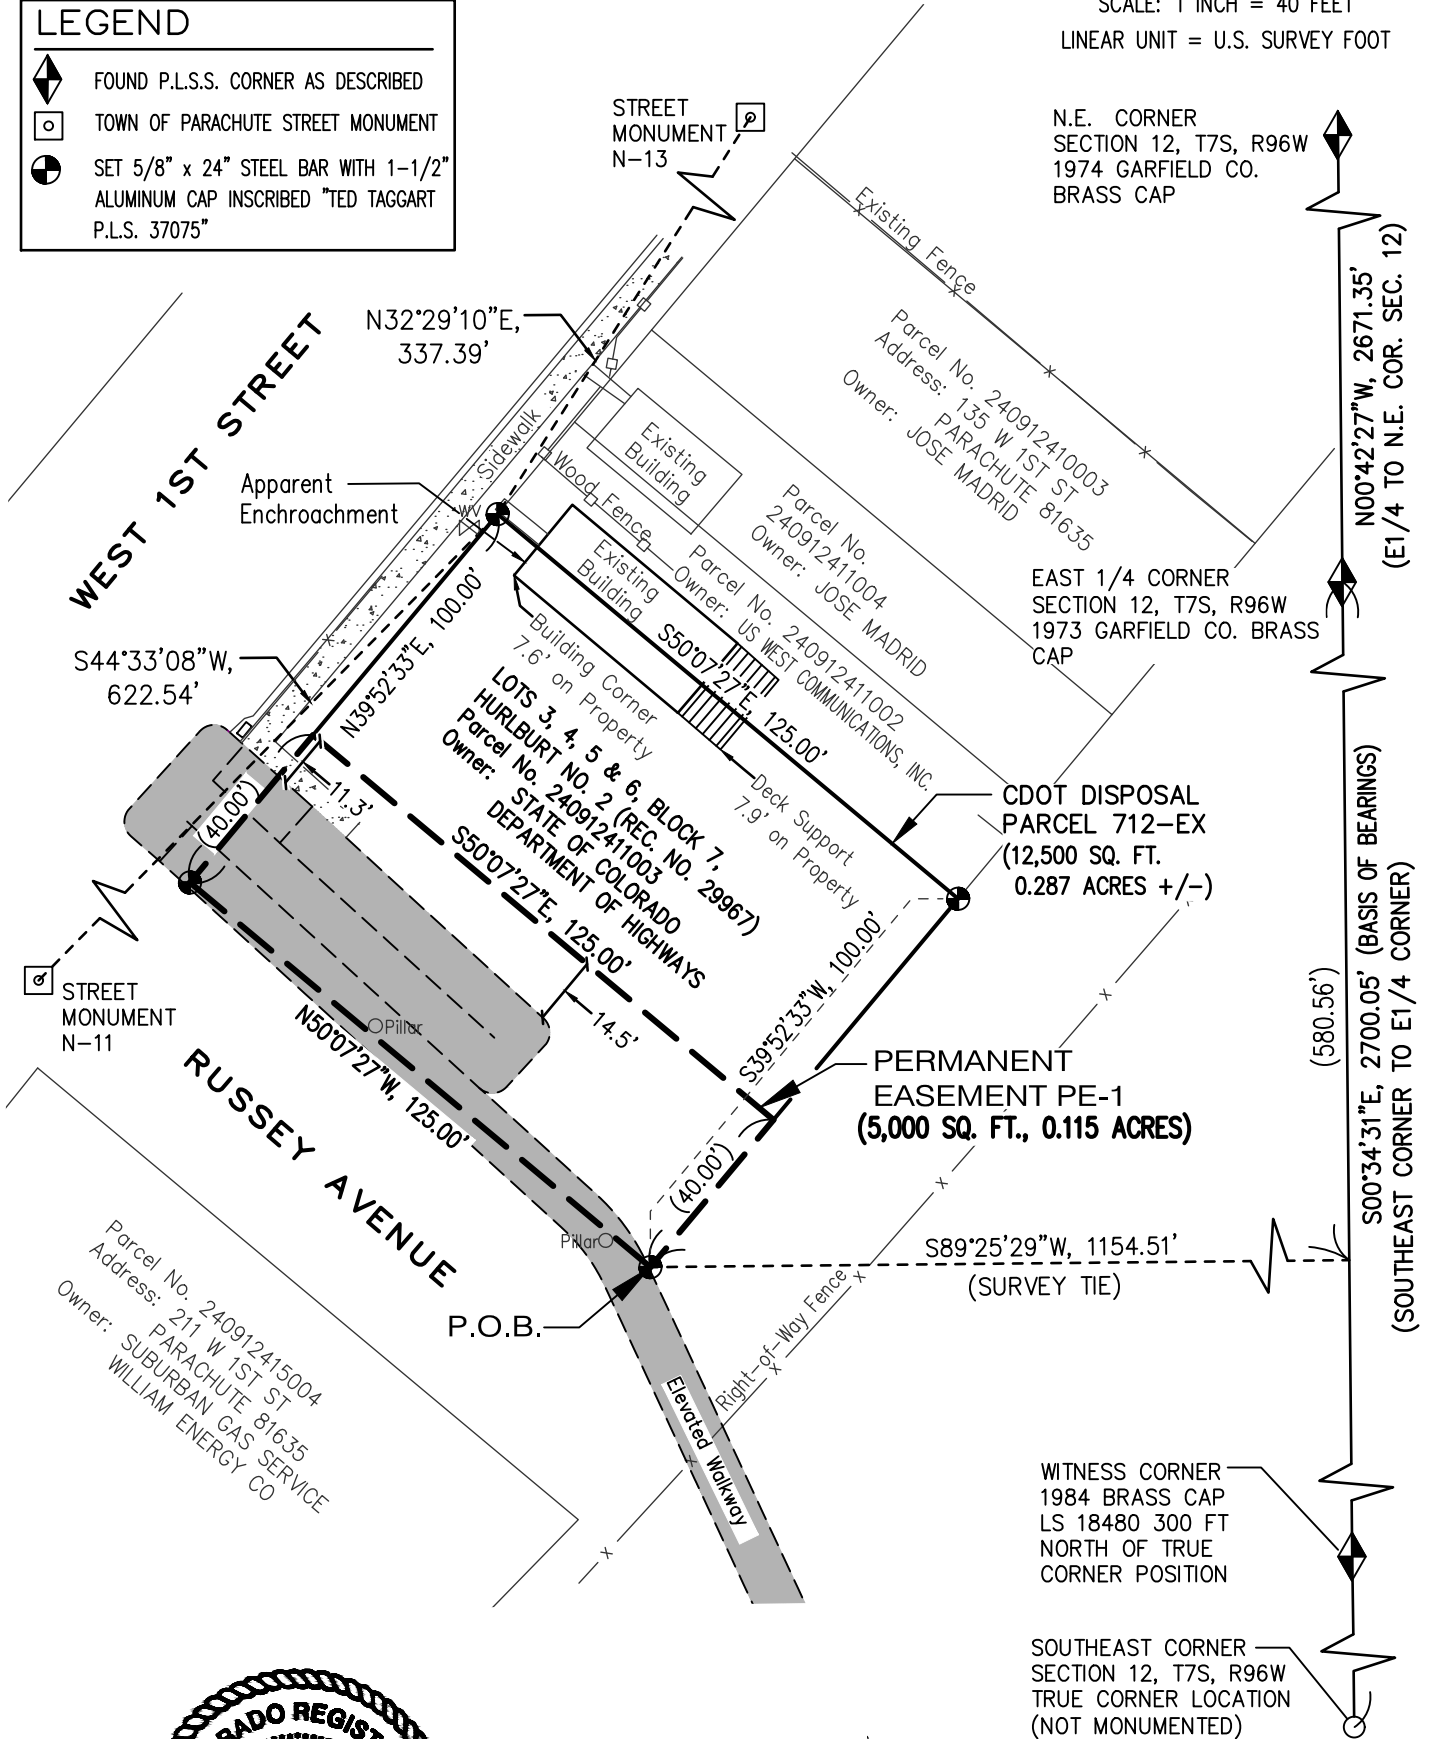 LEGEND
FOUND P.L.S.S. CORNER AS DESCRIBED
TOWN OF PARACHUTE STREET MONUMENT
SET 5/8" x 24" STEEL BAR WITH 1-1/2"
ALUMINUM CAP INSCRIBED "TED TAGGART
P.L.S. 37075"
SCALE: 1 INCH = 40 FEET
LINEAR UNIT = U.S. SURVEY FOOT
STREET
MONUMENT
N-13
N.E. CORNER
SECTION 12, T7S, R96W
1974 GARFIELD CO.
BRASS CAP
N00°42'27"W, 2671.35'
(E1/4 TO N.E. COR. SEC. 12)
Existing Fence
N32°29'10"E,
337.39'
WEST 1ST STREET
Sidewalk
Parcel No. 240912410003
Address: 135 W 1ST ST
PARACHUTE 81635
Owner: JOSE MADRID
Existing
Building
Wood Fence
Apparent
Enchroachment
WV
Parcel No.
240912411004
Owner: JOSE MADRID
Existing
Building
Parcel No. 240912411002
Owner: US WEST COMMUNICATIONS, INC.
EAST 1/4 CORNER
SECTION 12, T7S, R96W
1973 GARFIELD CO. BRASS
CAP
S50°07'27"E, 125.00'
N39°52'33"E, 100.00'
Building Corner
7.6' on Property
S44°33'08"W,
622.54'
LOTS 3, 4, 5 & 6, BLOCK 7,
HURLBURT NO. 2 (REC. NO. 29967)
Parcel No. 240912411003
Owner: STATE OF COLORADO
DEPARTMENT OF HIGHWAYS
Deck Support
7.9' on Property
CDOT DISPOSAL
PARCEL 712-EX
(12,500 SQ. FT.
0.287 ACRES +/-)
11.3'
(40.00')
S50°07'27"E, 125.00'
14.5'
S39°52'33"W, 100.00'
STREET
MONUMENT
N-11
Pillar
N50°07'27"W, 125.00'
RUSSEY AVENUE
PERMANENT
EASEMENT PE-1
(5,000 SQ. FT., 0.115 ACRES)
(40.00')
(580.56')
S00°34'31"E, 2700.05' (BASIS OF BEARINGS)
(SOUTHEAST CORNER TO E1/4 CORNER)
Pillar
S89°25'29"W, 1154.51'
(SURVEY TIE)
P.O.B.
Right-of-Way Fence
Elevated Walkway
Parcel No. 240912415004
Address: 211 W 1ST ST
PARACHUTE 81635
Owner: SUBURBAN GAS SERVICE
WILLIAM ENERGY CO
WITNESS CORNER
1984 BRASS CAP
LS 18480 300 FT
NORTH OF TRUE
CORNER POSITION
SOUTHEAST CORNER
SECTION 12, T7S, R96W
TRUE CORNER LOCATION
(NOT MONUMENTED)